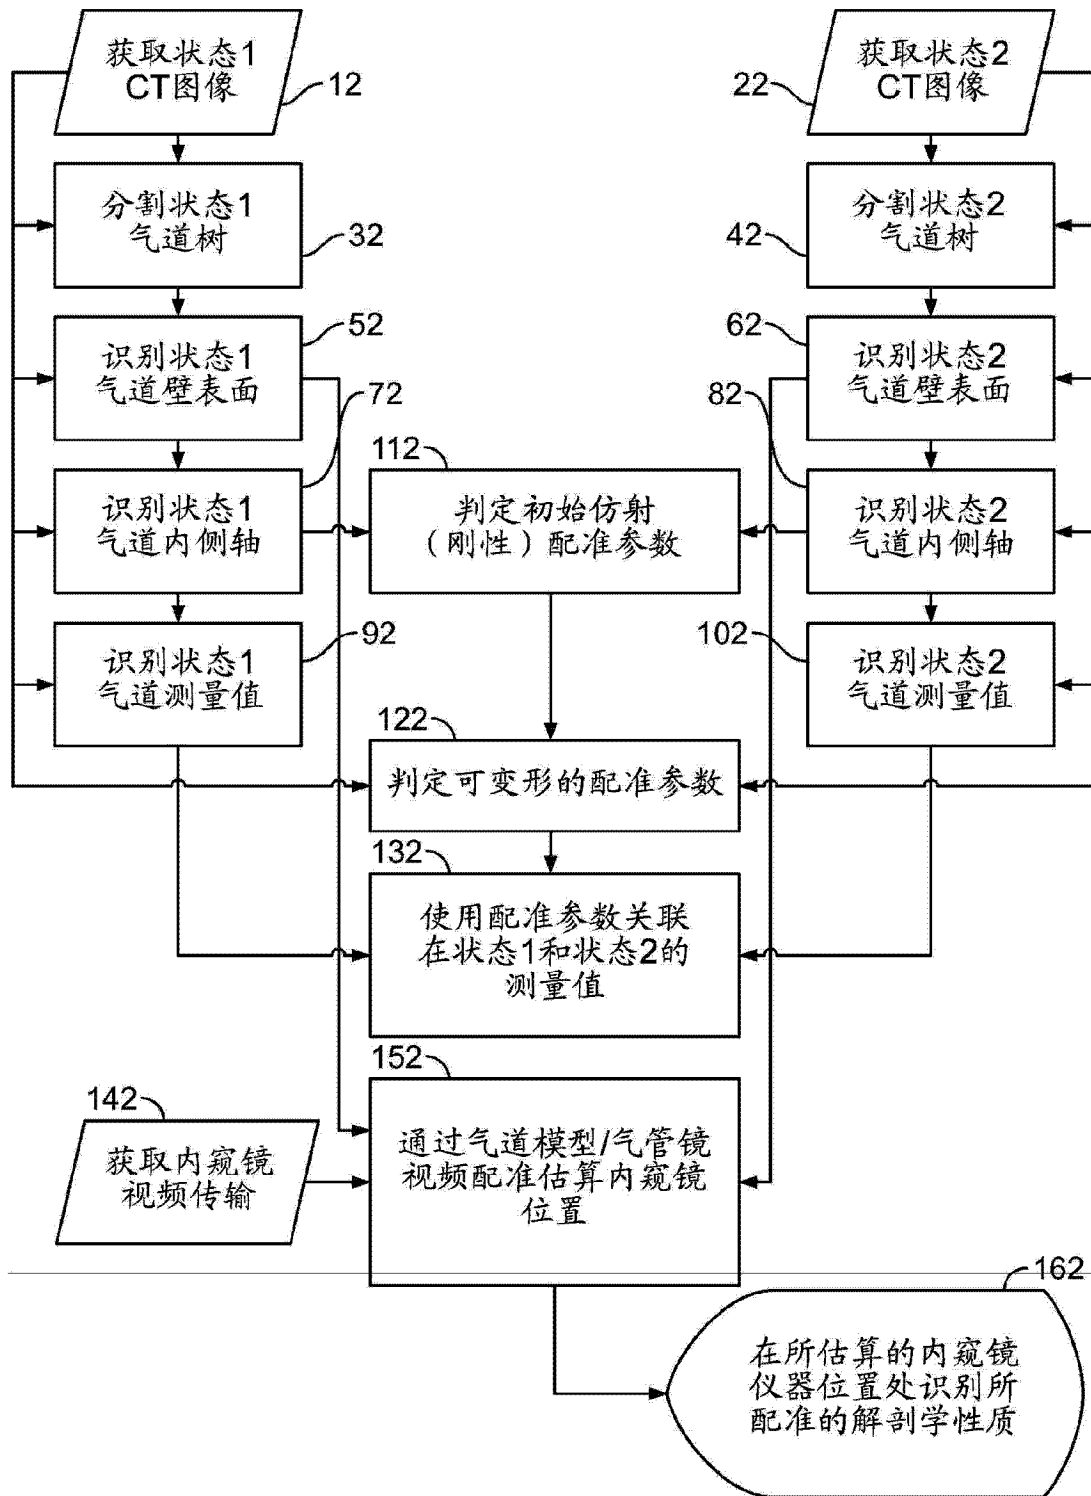 获取状态1
CT图像
12
获取状态2
CT图像
22
分割状态1
气道树
32
分割状态2
气道树
42
识别状态1
气道壁表面
52
识别状态2
气道壁表面
62
识别状态1
气道内侧轴
72
识别状态2
气道内侧轴
82
112
判定初始仿射
（刚性）配准参数
识别状态1
气道测量值
92
识别状态2
气道测量值
102
122
判定可变形的配准参数
132
使用配准参数关联
在状态1和状态2的
测量值
142
获取内窥镜
视频传输
152
通过气道模型/气管镜
视频配准估算内窥镜
位置
162
在所估算的内窥镜
仪器位置处识别所
配准的解剖学性质